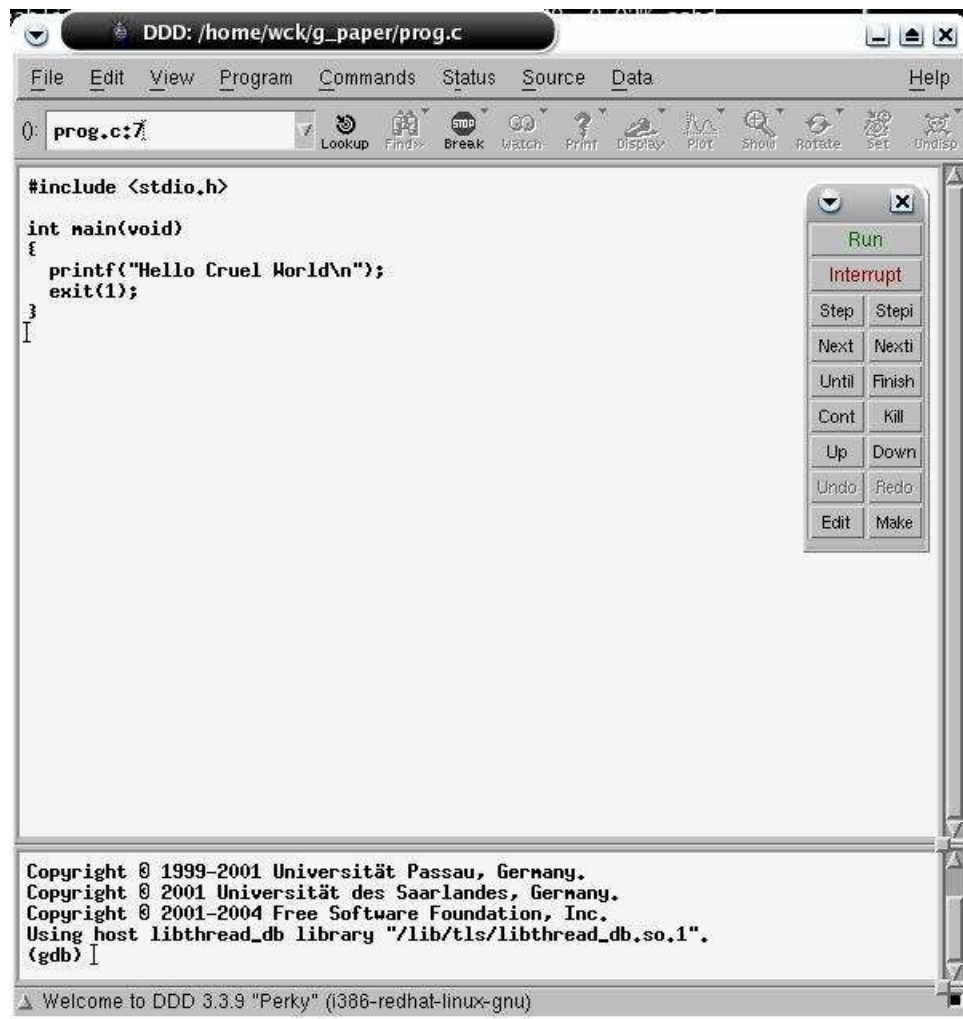 DDD: /home/wck/g_paper/prog.c
File Edit View Program Commands Status Source Data Help
(): prog.c:7
Lookup Find>> Break Watch Print Display Plot Show Rotate Set Undisp
STOP
#include <stdio.h>
int main(void)
{
printf("Hello Cruel World\n");
exit(1);
}
Run
Interrupt
Step Stepi
Next Nexti
Until Finish
Cont Kill
Up Down
Undo Redo
Edit Make
Copyright © 1999-2001 Universität Passau, Germany.
Copyright © 2001 Universität des Saarlandes, Germany.
Copyright © 2001-2004 Free Software Foundation, Inc.
Using host libthread_db library "/lib/tls/libthread_db.so.1".
(gdb)
Welcome to DDD 3.3.9 "Perky" (i386-redhat-linux-gnu)